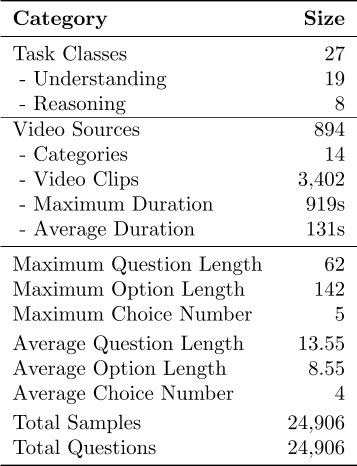 Category Size
Task Classes 27
- Understanding 19
- Reasoning 8
Video Sources 894
- Categories 14
- Video Clips 3,402
- Maximum Duration 919s
- Average Duration 131s
Maximum Question Length 62
Maximum Option Length 142
Maximum Choice Number 5
Average Question Length 13.55
Average Option Length 8.55
Average Choice Number 4
Total Samples 24,906
Total Questions 24,906